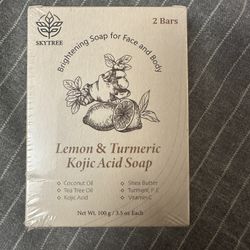 2 Bars
SKYTREE
Brightening Soap for Face and Body
Lemon & Turmeric
Kojic Acid Soap
Coconut Oil
Shea Butter
Tea Tree Oil
Turmeric P.E
Kojic Acid
Vitamin C
Net Wt. 100 g / 3.5 oz Each